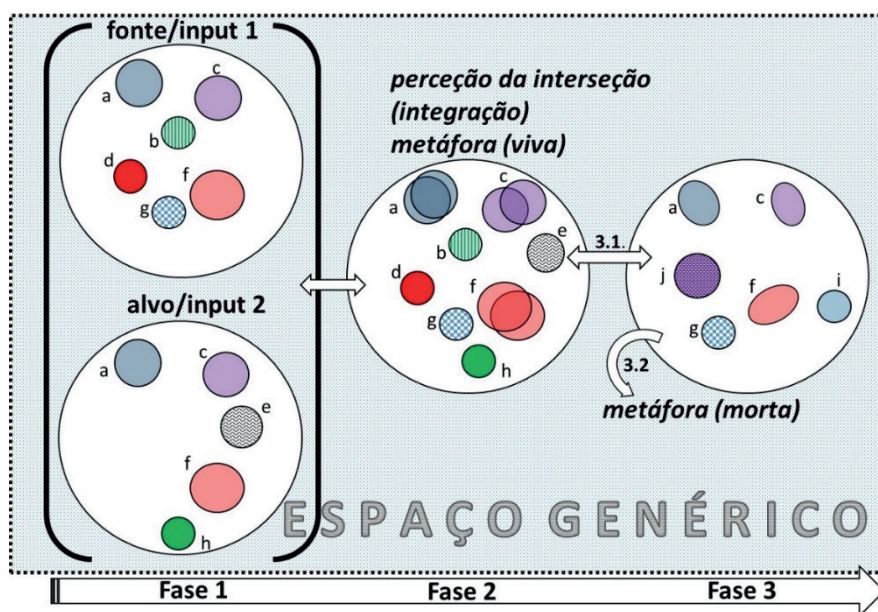 fonte/input 1
a
c
b
d
f
g
alvo/input 2
a
c
e
f
h
perceção da interseção
(integração)
metáfora (viva)
a
c
b
e
d
f
g
h
3.1.
a
c
j
f
i
g
3.2
metáfora (morta)
ESPAÇO GENÉRICO
Fase 1
Fase 2
Fase 3